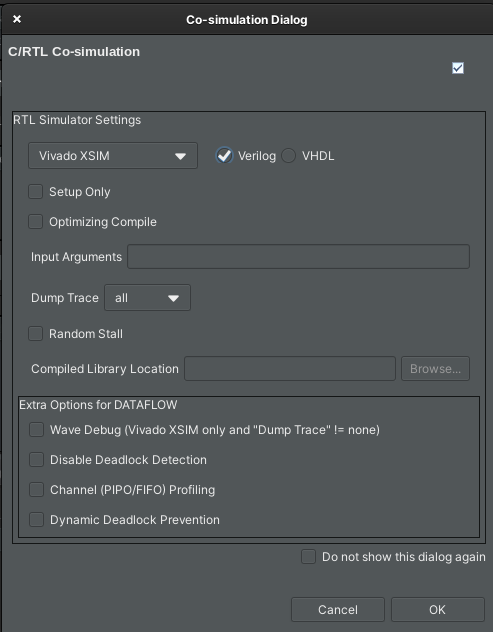 Co-simulation Dialog
C/RTL Co-simulation
RTL Simulator Settings
Vivado XSIM Verilog VHDL
Setup Only
Optimizing Compile
Input Arguments
Dump Trace all
Random Stall
Compiled Library Location Browse...
Extra Options for DATAFLOW
Wave Debug (Vivado XSIM only and "Dump Trace" != none)
Disable Deadlock Detection
Channel (PIPO/FIFO) Profiling
Dynamic Deadlock Prevention
Do not show this dialog again
Cancel OK